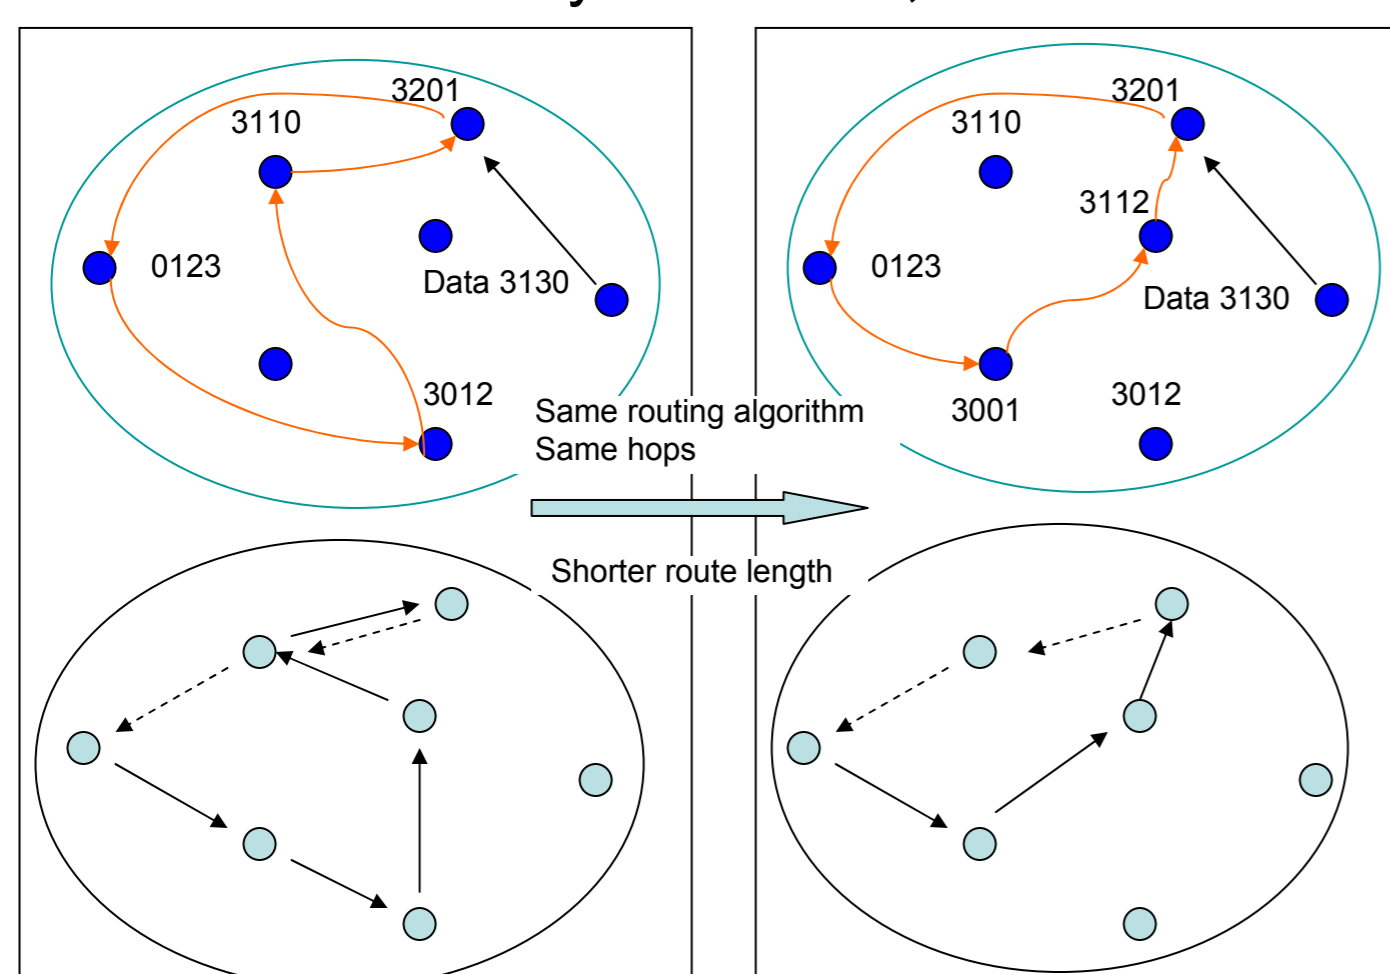 3201
3110
0123
Data 3130
3012
Same routing algorithm
Same hops
Shorter route length
3201
3110
3112
0123
Data 3130
3001
3012